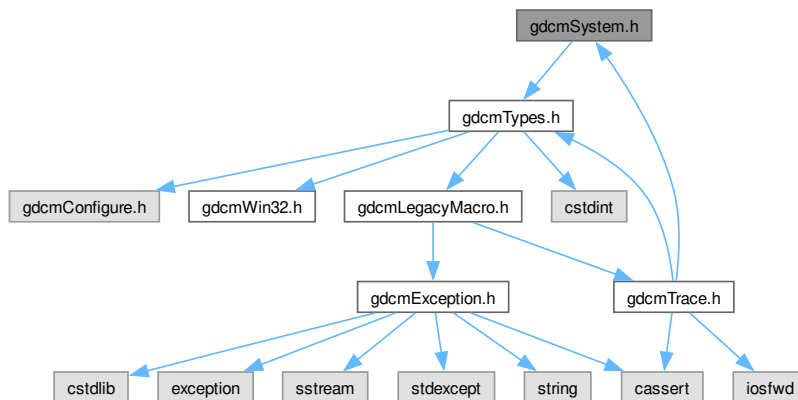 gdcmSystem.h
gdcmTypes.h
gdcmConfigure.h
gdcmWin32.h
gdcmLegacyMacro.h
cstdint
gdcmException.h
gdcmTrace.h
cstdlib
exception
sstream
stdexcept
string
cassert
iosfwd